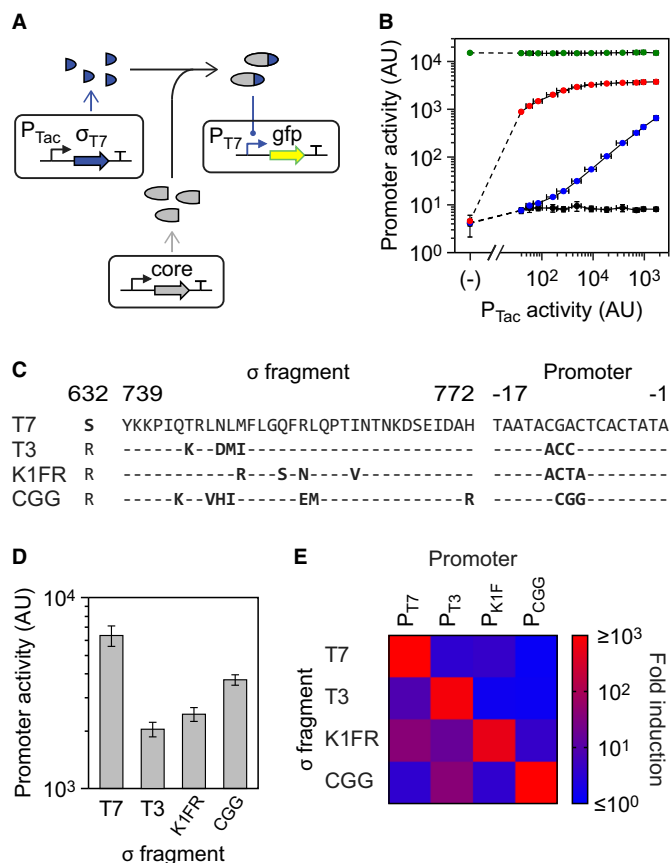 A
P_Tac σ_T7
P_T7 gfp
core
B
Promoter activity (AU)
10^4
10^3
10^2
10^1
10^0
(-) 10^2 10^4 10^3
P_Tac activity (AU)
C
σ fragment Promoter
632 739 772 -17 -1
T7 S YKKPIQTRLNLMFLGQFRLQPTINTNKDSEIDAH TAATACGACTCACTATA
T3 R ------K--DMI---------------------- ------ACC--------
K1FR R -----------M---S-N----V----------- ------ACTA-------
CGG R -----K--VHI------EM--------------R -------CGG-------
D
Promoter activity (AU)
10^4
10^3
T7 T3 K1FR CGG
σ fragment
E
Promoter
P_T7 P_T3 P_K1F P_CGG
σ fragment
T7
T3
K1FR
CGG
≥10^3
10^2
10^1
≤10^0
Fold induction